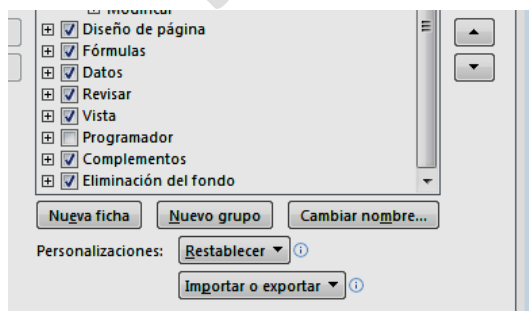 Modificar
Diseño de página
Fórmulas
Datos
Revisar
Vista
Programador
Complementos
Eliminación del fondo
Nueva ficha Nuevo grupo Cambiar nombre...
Personalizaciones: Restablecer
Importar o exportar